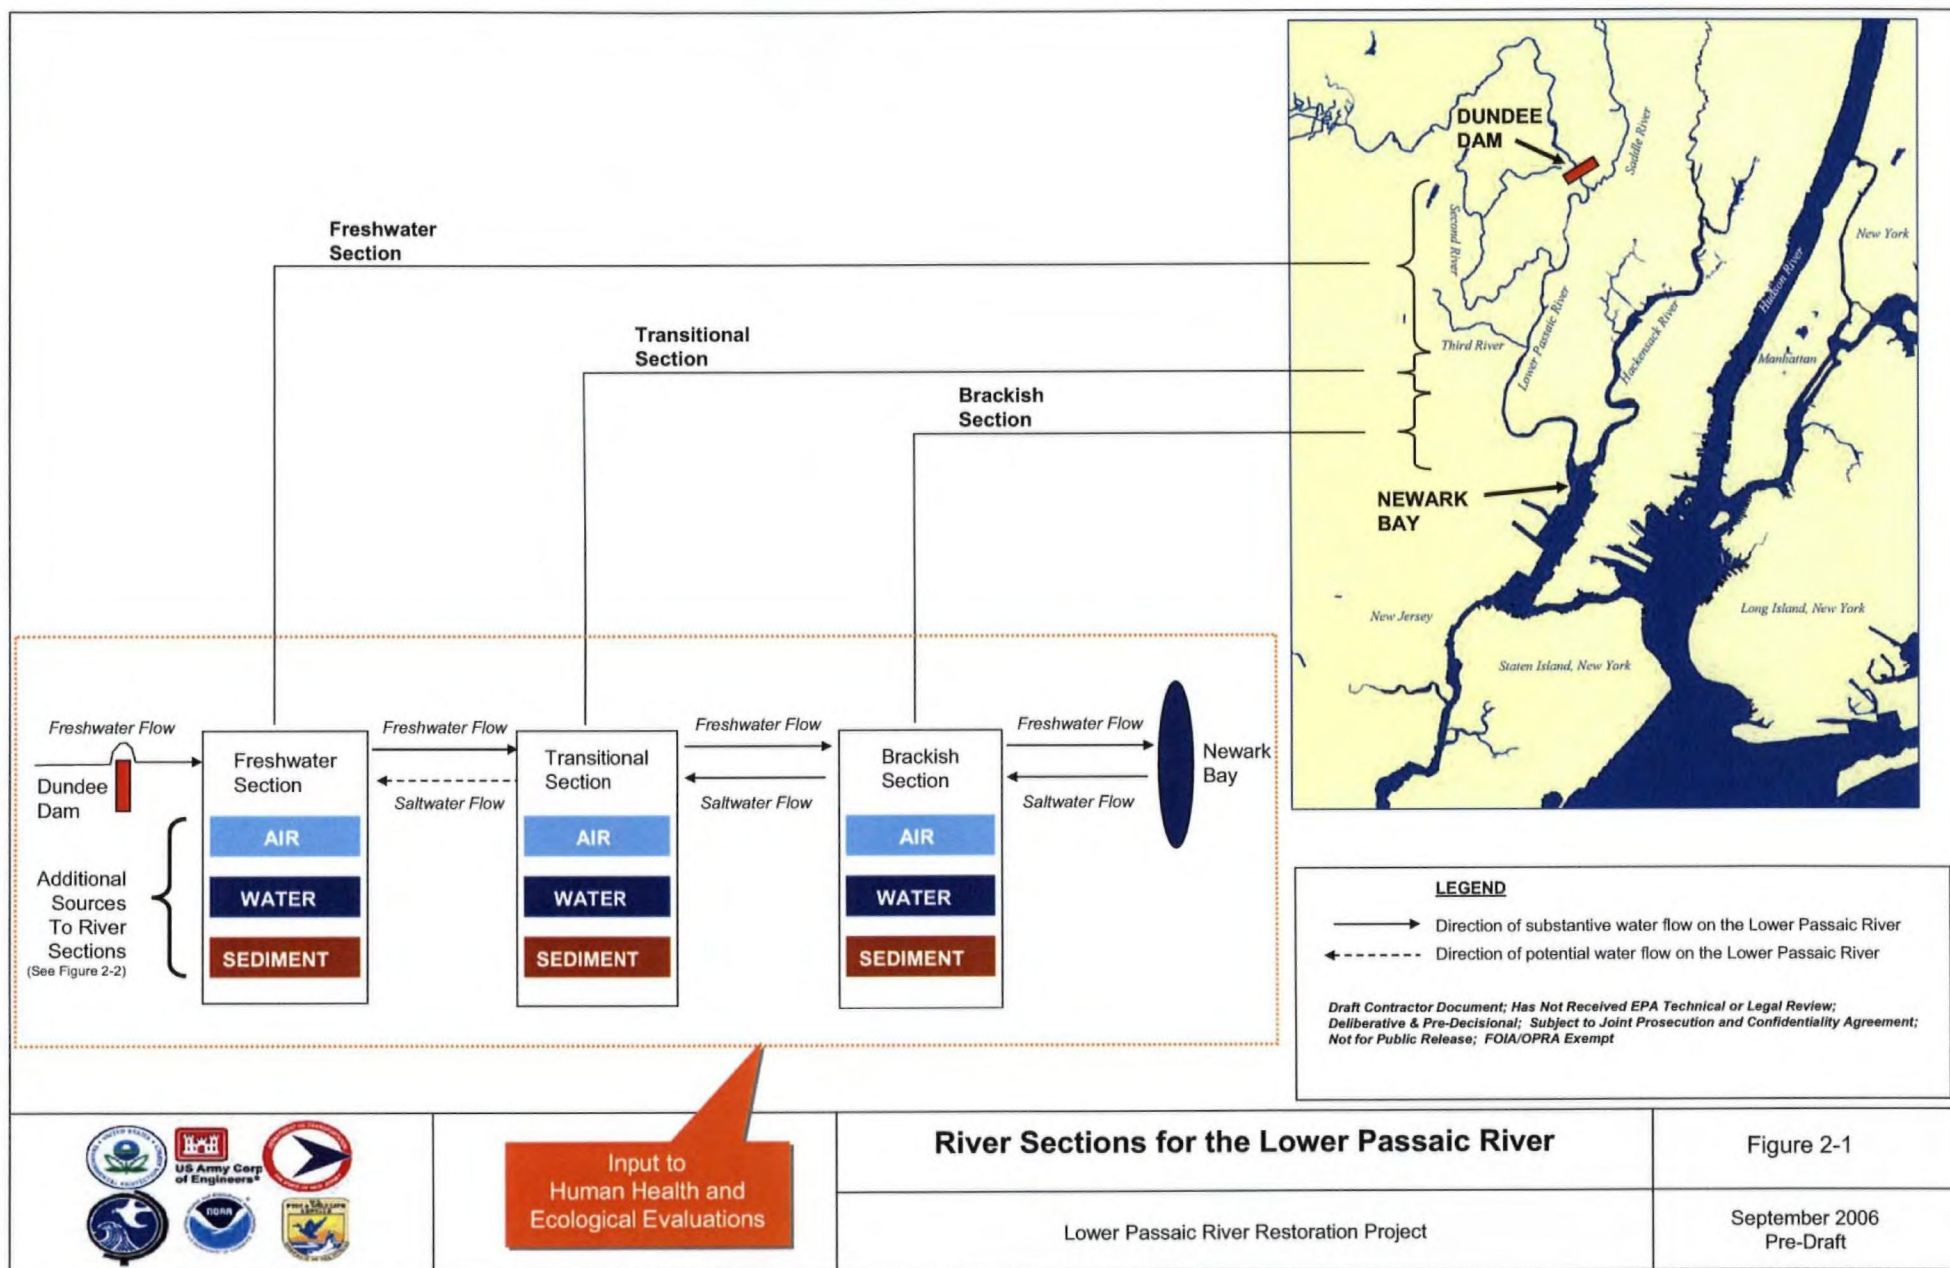 Freshwater
Section
Transitional
Section
Brackish
Section
DUNDEE
DAM
Saddle River
Second River
New York
Hudson River
Third River
Lower Passaic River
Hackensack River
Manhattan
NEWARK
BAY
New Jersey
Long Island, New York
Staten Island, New York
Freshwater Flow
Dundee
Dam
Freshwater
Section
Freshwater Flow
Saltwater Flow
Transitional
Section
Freshwater Flow
Saltwater Flow
Brackish
Section
Freshwater Flow
Saltwater Flow
Newark
Bay
Additional
Sources
To River
Sections
(See Figure 2-2)
AIR
WATER
SEDIMENT
AIR
WATER
SEDIMENT
AIR
WATER
SEDIMENT
LEGEND
Direction of substantive water flow on the Lower Passaic River
Direction of potential water flow on the Lower Passaic River
Draft Contractor Document; Has Not Received EPA Technical or Legal Review;
Deliberative & Pre-Decisional; Subject to Joint Prosecution and Confidentiality Agreement;
Not for Public Release; FOIA/OPRA Exempt
US Army Corp
of Engineers®
NOAA
Input to
Human Health and
Ecological Evaluations
River Sections for the Lower Passaic River
Lower Passaic River Restoration Project
Figure 2-1
September 2006
Pre-Draft